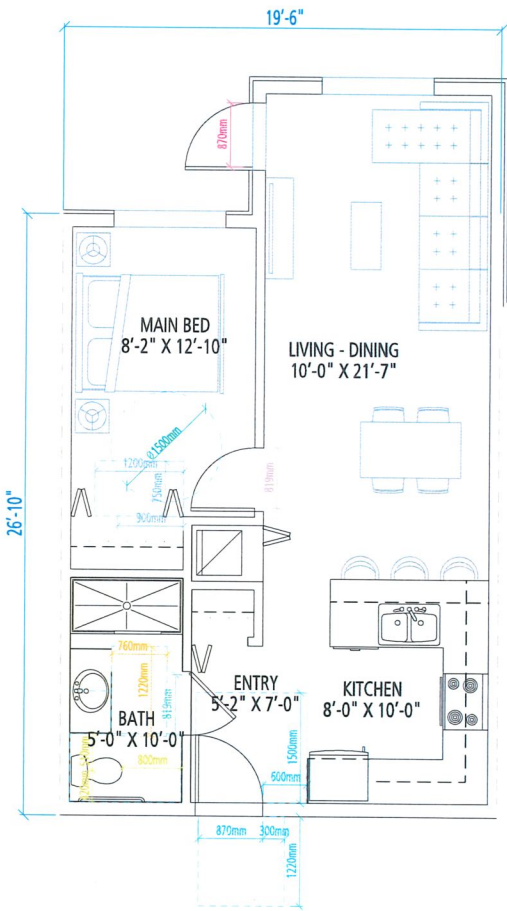 19'-6"
870mm
MAIN BED
8'-2" X 12'-10"
LIVING - DINING
10'-0" X 21'-7"
Ø1500mm
1200mm
750mm
900mm
819mm
26'-10"
760mm
1220mm
819mm
ENTRY
5'-2" X 7'-0"
KITCHEN
8'-0" X 10'-0"
BATH
5'-0" X 10'-0"
800mm
1500mm
600mm
870mm 300mm
1220mm